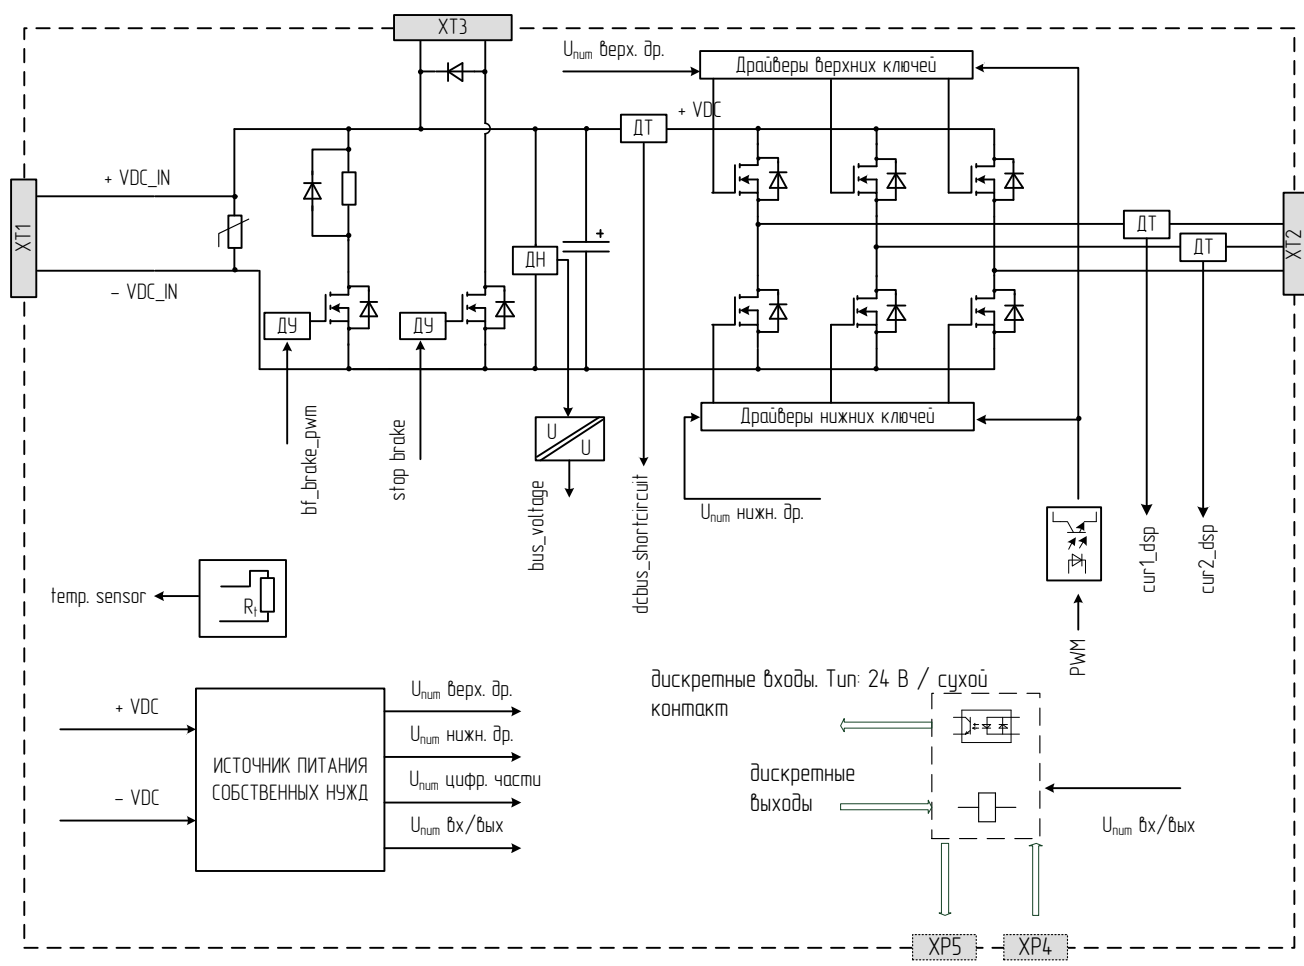 XT3
Uпит верх. др.
Драйверы верхних ключей
+ VDC
ДТ
+ VDC_IN
XT1
ДТ
ДТ
XT2
ДН
− VDC_IN
ДУ
ДУ
Драйверы нижних ключей
U
U
bf_brake_pwm
stop brake
bus_voltage
dcbus_shortcircuit
Uпит нижн. др.
cur1_dsp
cur2_dsp
temp. sensor
Rt
PWM
дискретные входы. Тип: 24 В / сухой
контакт
+ VDC
− VDC
ИСТОЧНИК ПИТАНИЯ
СОБСТВЕННЫХ НУЖД
Uпит верх. др.
Uпит нижн. др.
Uпит цифр. части
Uпит вх/вых
дискретные
выходы
Uпит вх/вых
XP5
XP4